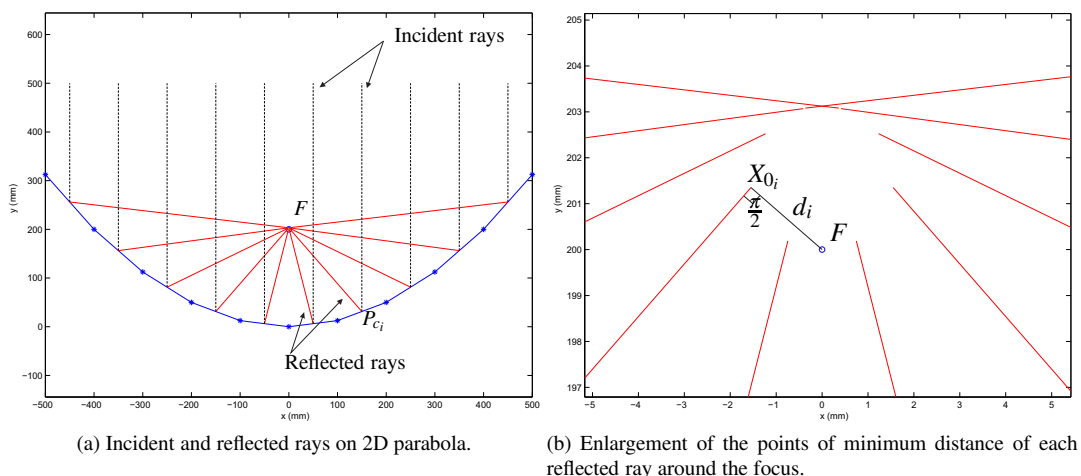 Incident rays
600
500
400
300
200
100
0
−100
y (mm)
F
P_{c_i}
Reflected rays
−500 −400 −300 −200 −100 0 100 200 300 400 500
x (mm)
(a) Incident and reflected rays on 2D parabola.
205
204
203
202
201
200
199
198
197
y (mm)
X_{0_i}
π/2
d_i
F
−5 −4 −3 −2 −1 0 1 2 3 4 5
x (mm)
(b) Enlargement of the points of minimum distance of each
reflected ray around the focus.